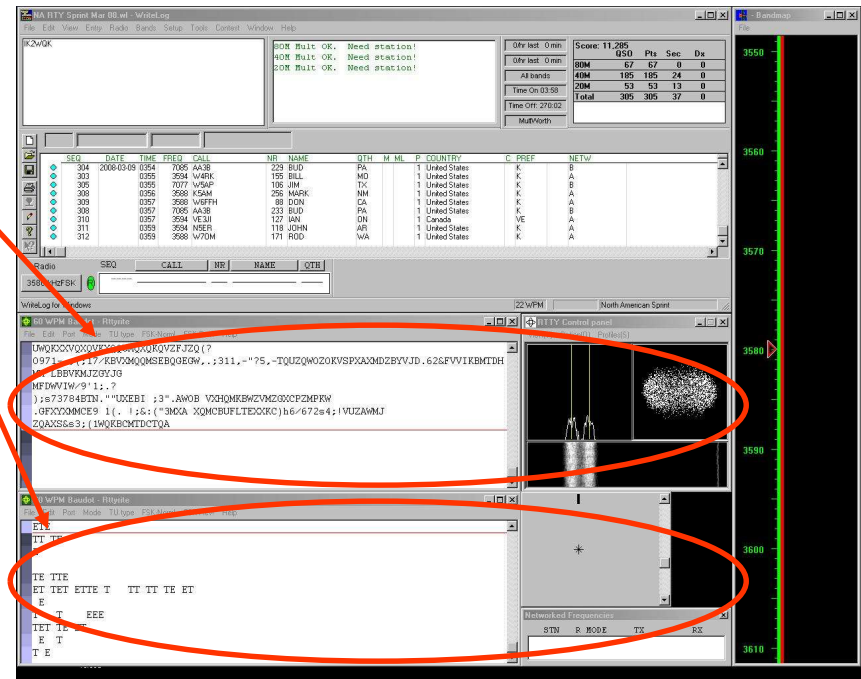 NA RTTY Sprint Mar 08.wl - WriteLog
File Edit View Entry Radio Bands Setup Tools Contest Window Help
IK2WQK
80M Mult OK. Need station!
40M Mult OK. Need station!
20M Mult OK. Need station!
0/hr last 0 min
0/hr last 0 min
All bands
Time On 03:58
Time Off: 270:02
MultWorth
Score: 11,285
QSO Pts Sec Dx
80M 67 67 0 0
40M 185 185 24 0
20M 53 53 13 0
Total 305 305 37 0
SEQ DATE TIME FREQ CALL NR NAME QTH M ML P COUNTRY C PREF NETW
304 2008-03-09 0354 7085 AA3B 229 BUD PA 1 United States K B
303 0355 3594 W4RK 155 BILL MO 1 United States K A
305 0355 7077 W5AP 106 JIM TX 1 United States K B
308 0356 3588 K5AM 256 MARK NM 1 United States K A
309 0357 3588 W6FFH 88 DON CA 1 United States K A
308 0357 7085 AA3B 233 BUD PA 1 United States K B
310 0357 3594 VE3JI 127 IAN ON 1 Canada VE A
311 0359 3594 N5ER 118 JOHN AR 1 United States K A
312 0359 3588 W7OM 171 ROD WA 1 United States K A
Radio SEQ CALL NR NAME QTH
WriteLog for Windows 22 WPM North American Sprint
60 WPM Baudot - Rttyrite
File Edit Port TU type
0971
MFDWVIW/9'1;.?
);s73784BTN.""UXEBI ;3".AWOB VXHQMKBWZVMZGXCPZMPKW
.GFXYXMMCE9 1(. !;&:("3MXA XQMCBUFLTEXXKC)h6/672s4;!VUZAWMJ
ZQAXS&s3;(1WQKBCMTDCTQA
RTTY Control panel
WPM Baudot - Rttyrite
File Edit Port Mode TU type Help
ETE
TE TTE
ET TET ETTE T TT TT TE ET
E
T EEE
E T
T E
Networked Frequencies
STN R MODE TX RX
- Bandmap
File
3550
3560
3570
3580
3590
3600
3610